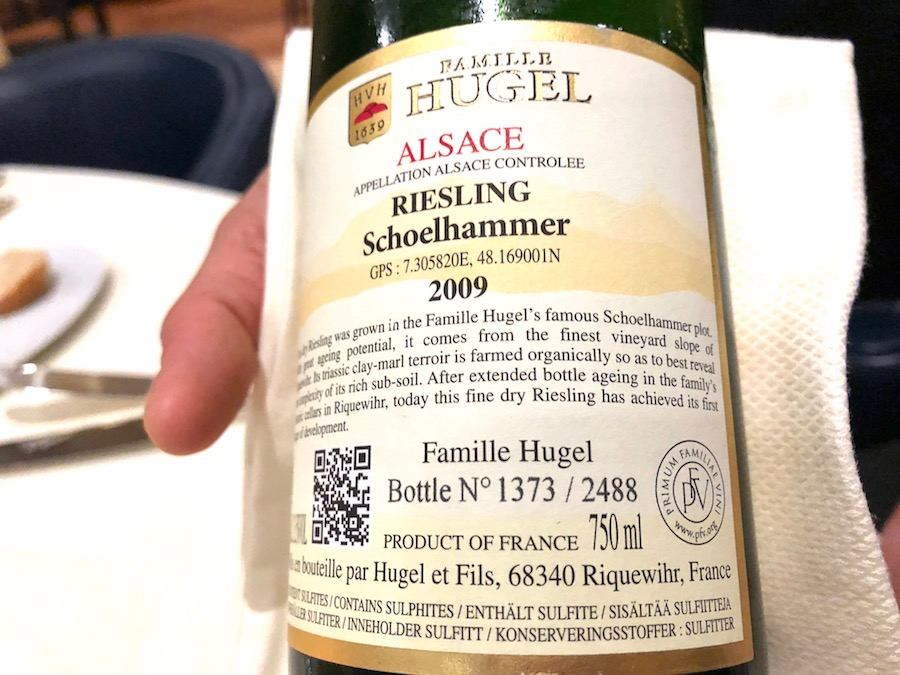 FAMILLE
HUGEL
HVH
1639
ALSACE
APPELLATION ALSACE CONTROLEE
RIESLING
Schoelhammer
GPS : 7.305820E, 48.169001N
2009
dry Riesling was grown in the Famille Hugel's famous Schoelhammer plot.
great ageing potential, it comes from the finest vineyard slope of
Its triassic clay-marl terroir is farmed organically so as to best reveal
of its rich sub-soil. After extended bottle ageing in the family's
cellars in Riquewihr, today this fine dry Riesling has achieved its first
of development.
Famille Hugel
Bottle N° 1373 / 2488
PRODUCT OF FRANCE 750 ml
PRIMUM FAMILIAE VINI
PFV
www.pfv.org
en bouteille par Hugel et Fils, 68340 Riquewihr, France
SULFITES / CONTAINS SULPHITES / ENTHÄLT SULFITE / SISÄLTÄÄ SULFIITTEJA
SULFITER / INNEHOLDER SULFITT / KONSERVERINGSSTOFFER : SULFITTER